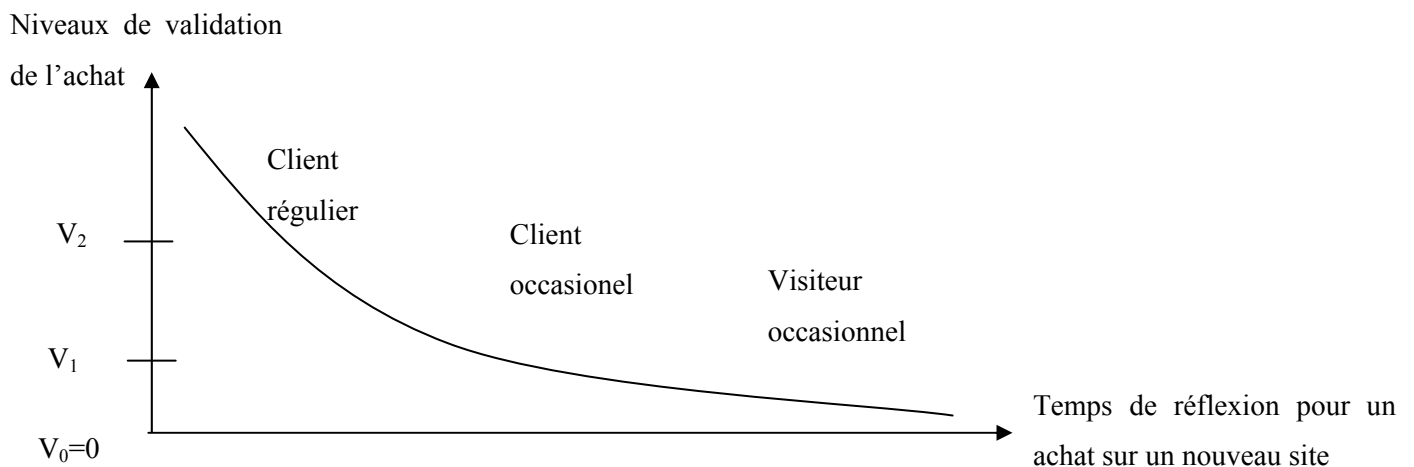 Niveaux de validation
de l’achat
Client
régulier
V₂
Client
occasionel
Visiteur
occasionnel
V₁
Temps de réflexion pour un
V₀=0
achat sur un nouveau site